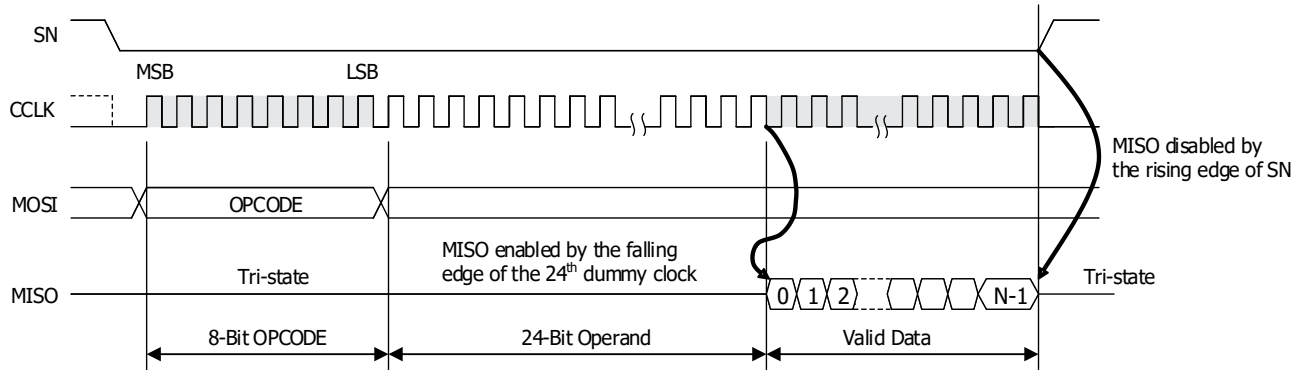 SN
MSB LSB
CCLK
MISO disabled by
the rising edge of SN
MOSI
OPCODE
MISO enabled by the falling
edge of the 24th dummy clock
Tri-state
Tri-state
MISO
0 1 2 N-1
8-Bit OPCODE 24-Bit Operand Valid Data